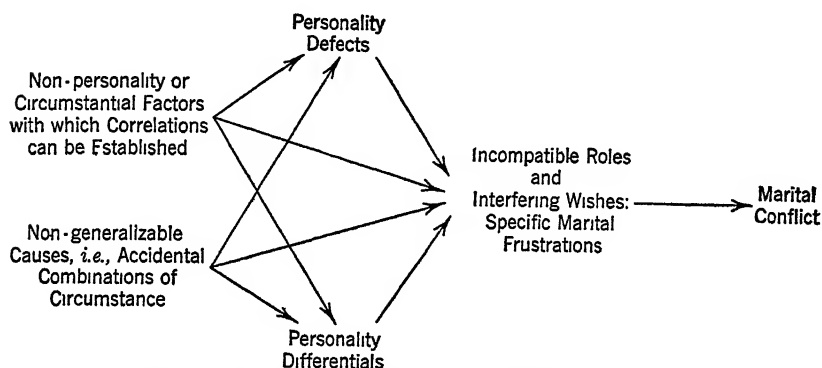 Personality
Defects
Non-personality or
Circumstantial Factors
with which Correlations
can be Established
Incompatible Roles
and
Interfering Wishes:
Specific Marital
Frustrations
Marital
Conflict
Non-generalizable
Causes, i.e., Accidental
Combinations of
Circumstance
Personality
Differentials